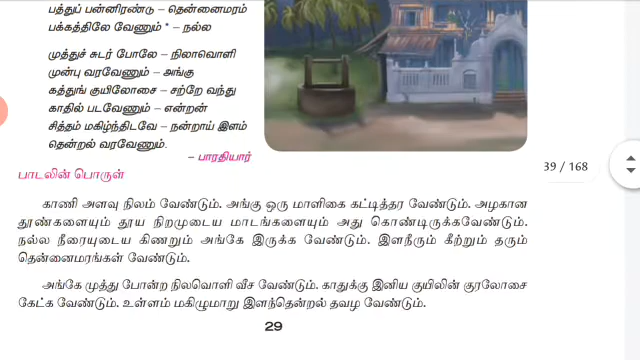 பத்துப் பன்னிரண்டு – தென்னைமரம்
பக்கத்திலே வேணும் * – நல்ல
முத்துச் சுடர் போலே – நிலாவொளி
முன்பு வரவேணும் – அங்கு
கத்துங் குயிலோசை – சற்றே வந்து
காதில் படவேணும் – என்றன்
சித்தம் மகிழ்ந்திடவே – நன்றாய் இளம்
தென்றல் வரவேணும்.
– பாரதியார்
39 / 168
பாடலின் பொருள்
காணி அளவு நிலம் வேண்டும். அங்கு ஒரு மாளிகை கட்டித்தர வேண்டும். அழகான
தூண்களையும் தூய நிறமுடைய மாடங்களையும் அது கொண்டிருக்கவேண்டும்.
நல்ல நீரையுடைய கிணறும் அங்கே இருக்க வேண்டும். இளநீரும் கீற்றும் தரும்
தென்னைமரங்கள் வேண்டும்.
அங்கே முத்து போன்ற நிலவொளி வீச வேண்டும். காதுக்கு இனிய குயிலின் குரலோசை
கேட்க வேண்டும். உள்ளம் மகிழுமாறு இளந்தென்றல் தவழ வேண்டும்.
29